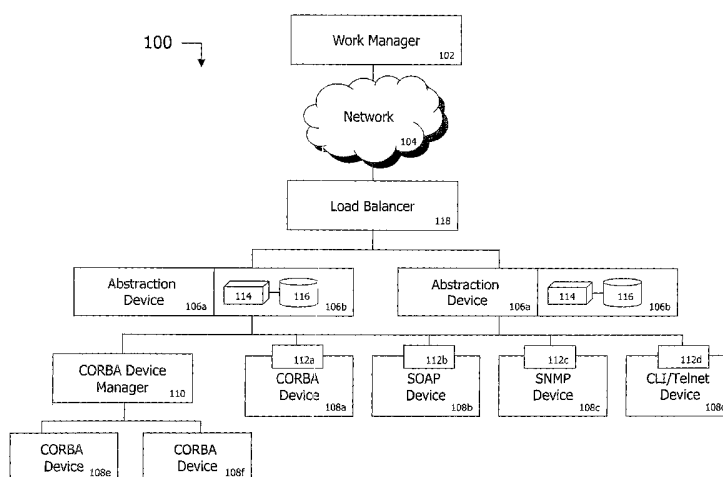 100
Work Manager
102
Network
104
Load Balancer
118
Abstraction
Device
106a
114
116
106b
Abstraction
Device
106a
114
116
106b
CORBA Device
Manager
110
112a
CORBA
Device
108a
112b
SOAP
Device
108b
112c
SNMP
Device
108c
112d
CLI/Telnet
Device
CORBA
Device
108e
CORBA
Device
108f